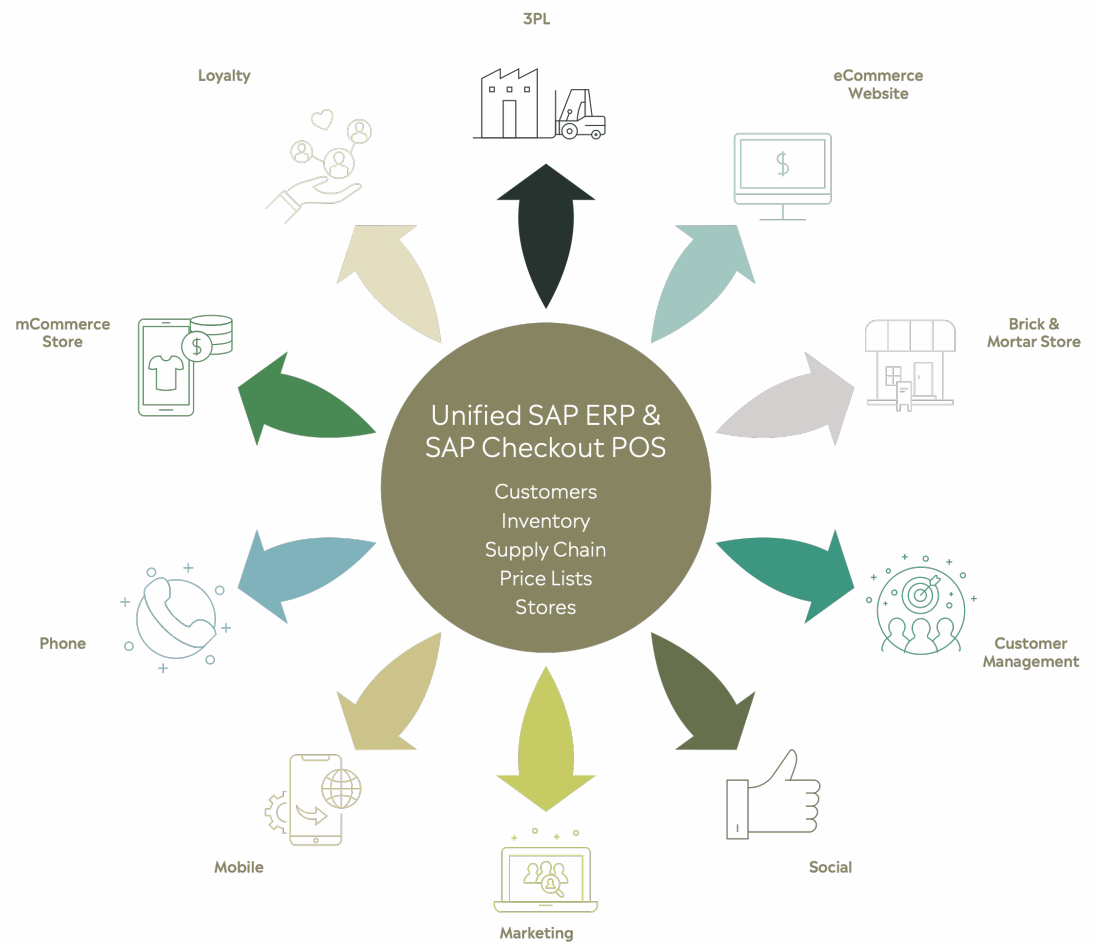 3PL
Loyalty
eCommerce
Website
$
mCommerce
Store
$
Brick &
Mortar Store
Unified SAP ERP &
SAP Checkout POS
Customers
Inventory
Supply Chain
Price Lists
Stores
Phone
Customer
Management
Mobile
Social
Marketing